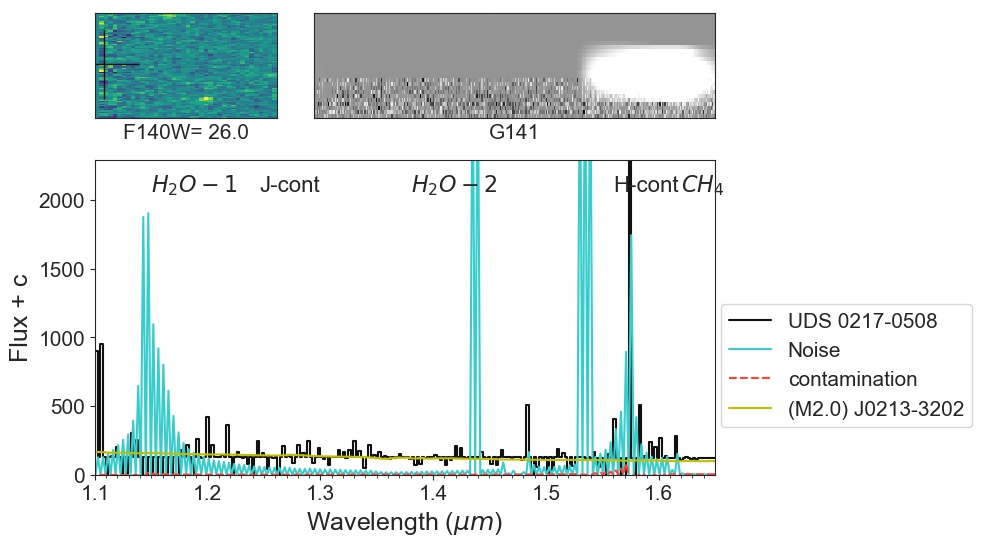 F140W= 26.0
G141
H₂O − 1
J-cont
H₂O − 2
H-cont
CH₄
2000
1500
1000
500
0
Flux + c
1.1
1.2
1.3
1.4
1.5
1.6
Wavelength (μm)
UDS 0217-0508
Noise
contamination
(M2.0) J0213-3202